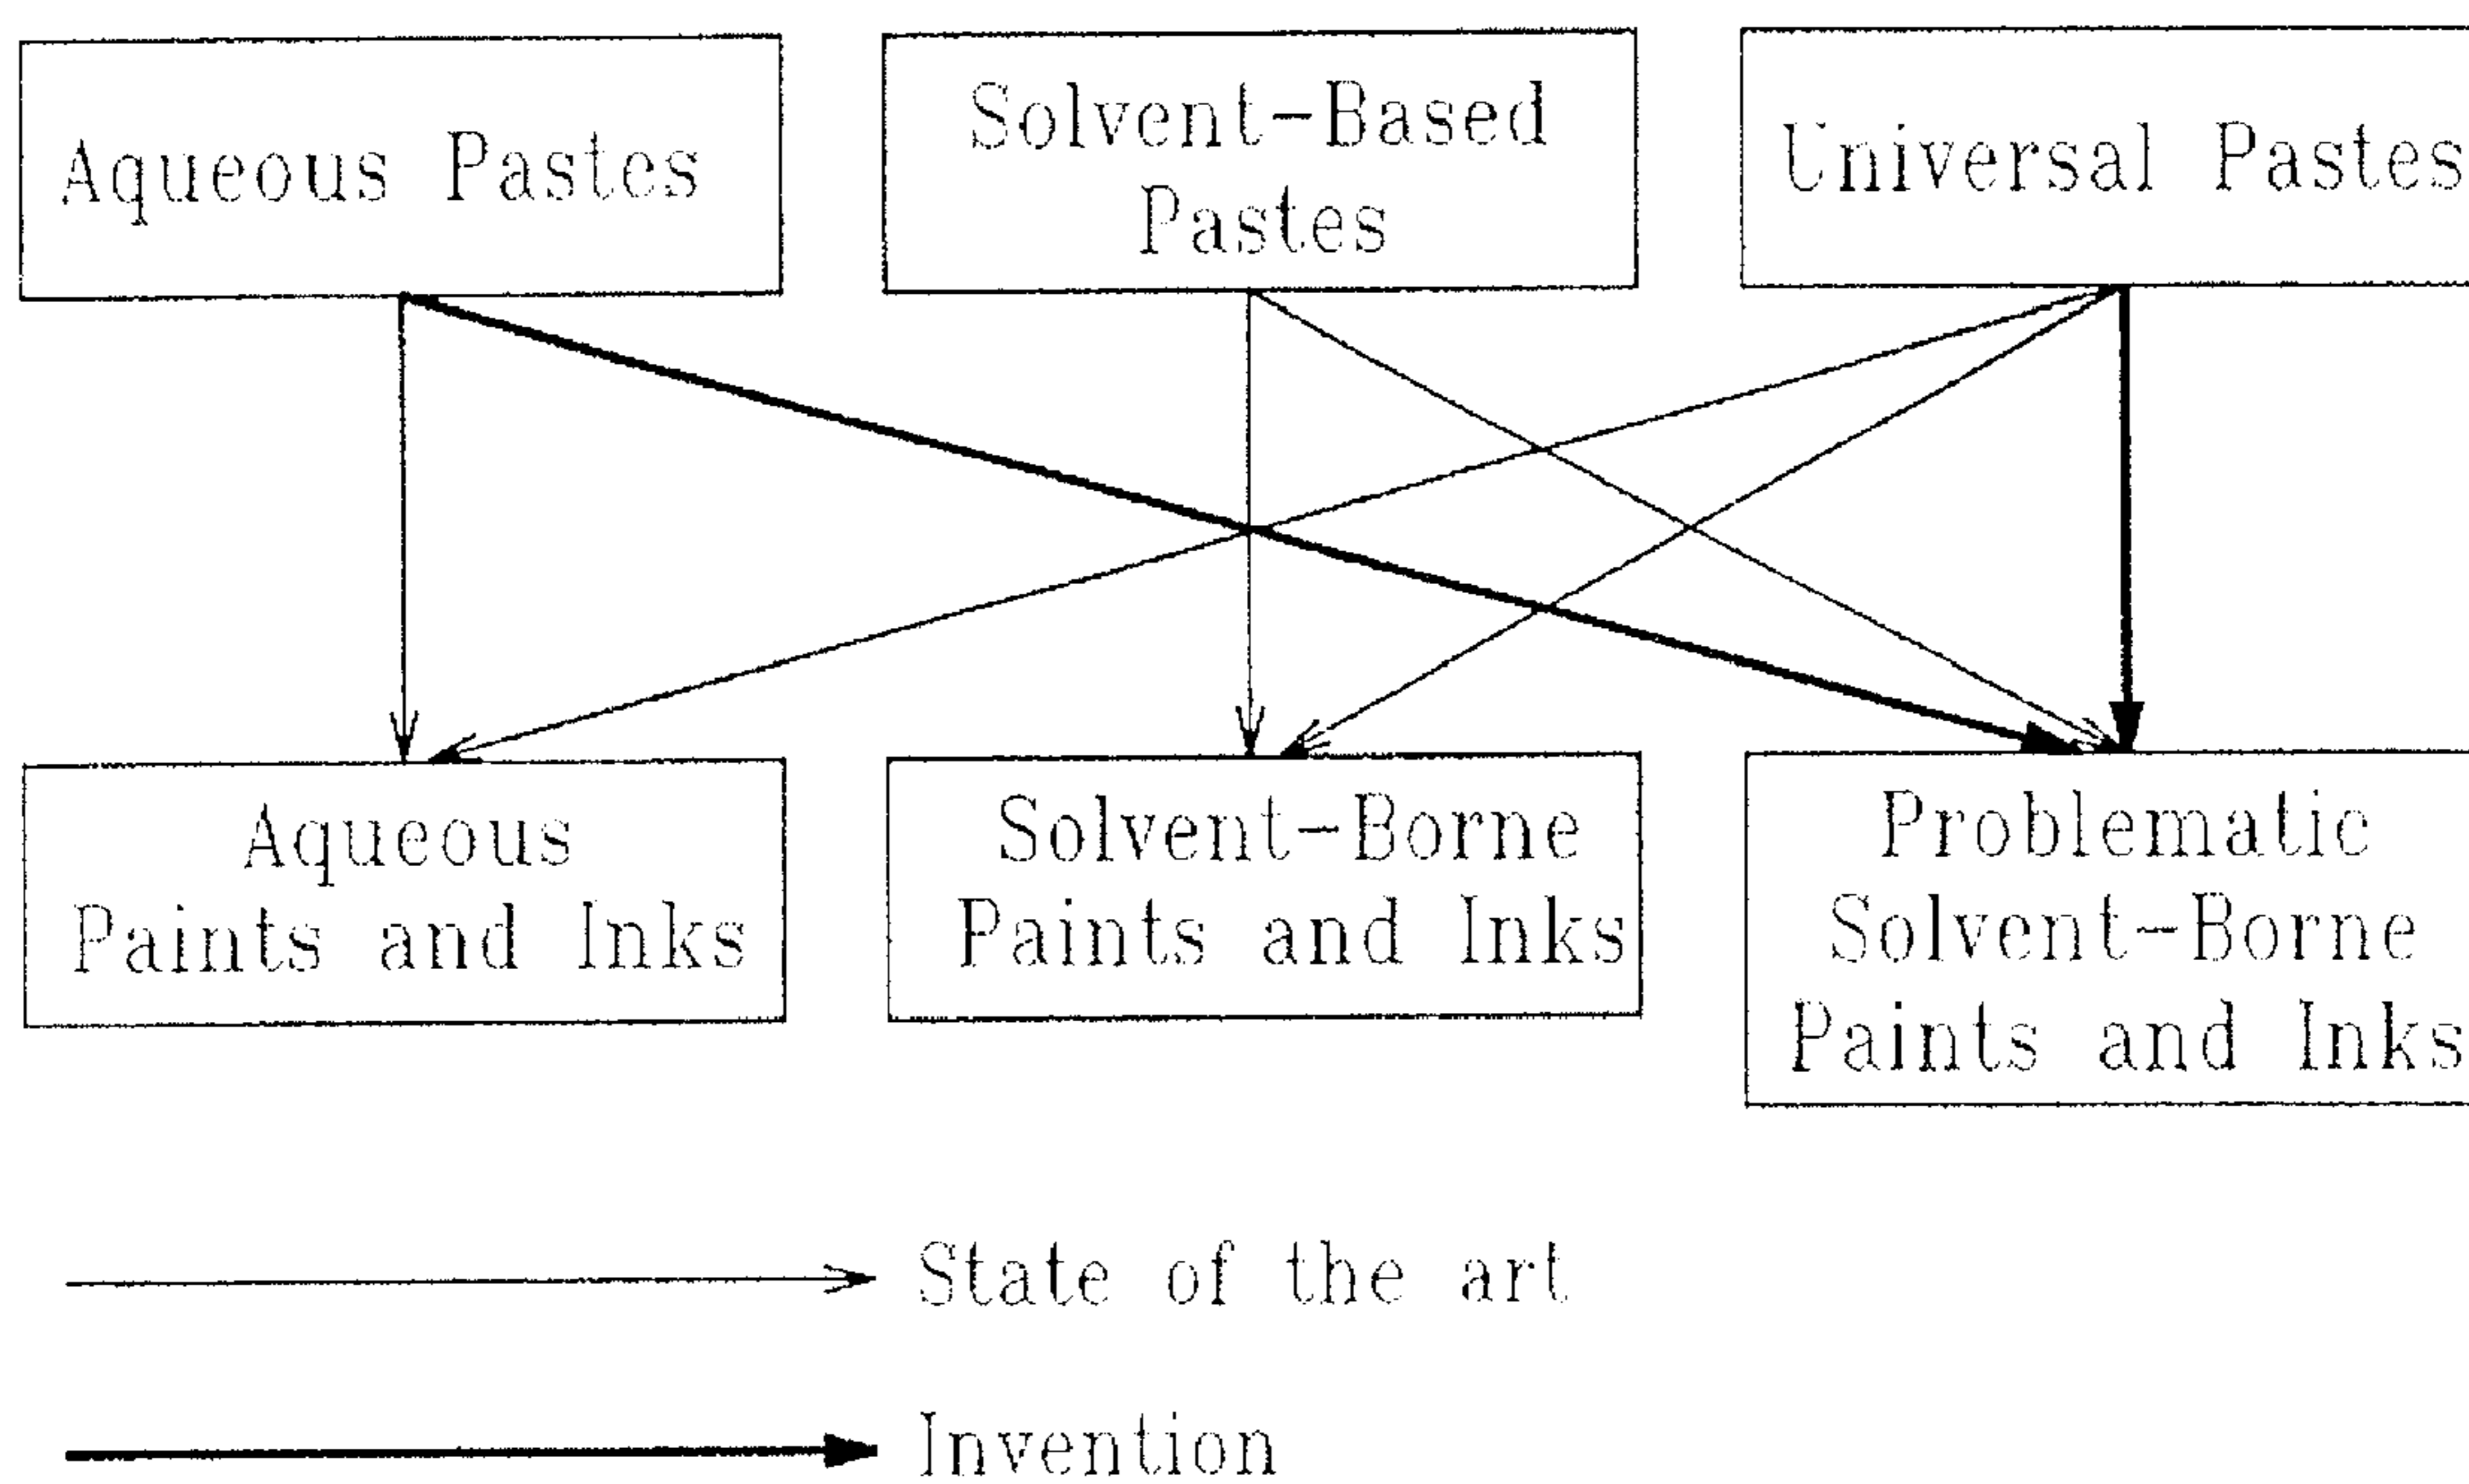 Aqueous Pastes
Solvent-Based
Pastes
Universal Pastes
Aqueous
Paints and Inks
Solvent-Borne
Paints and Inks
Problematic
Solvent-Borne
Paints and Inks
State of the art
Invention